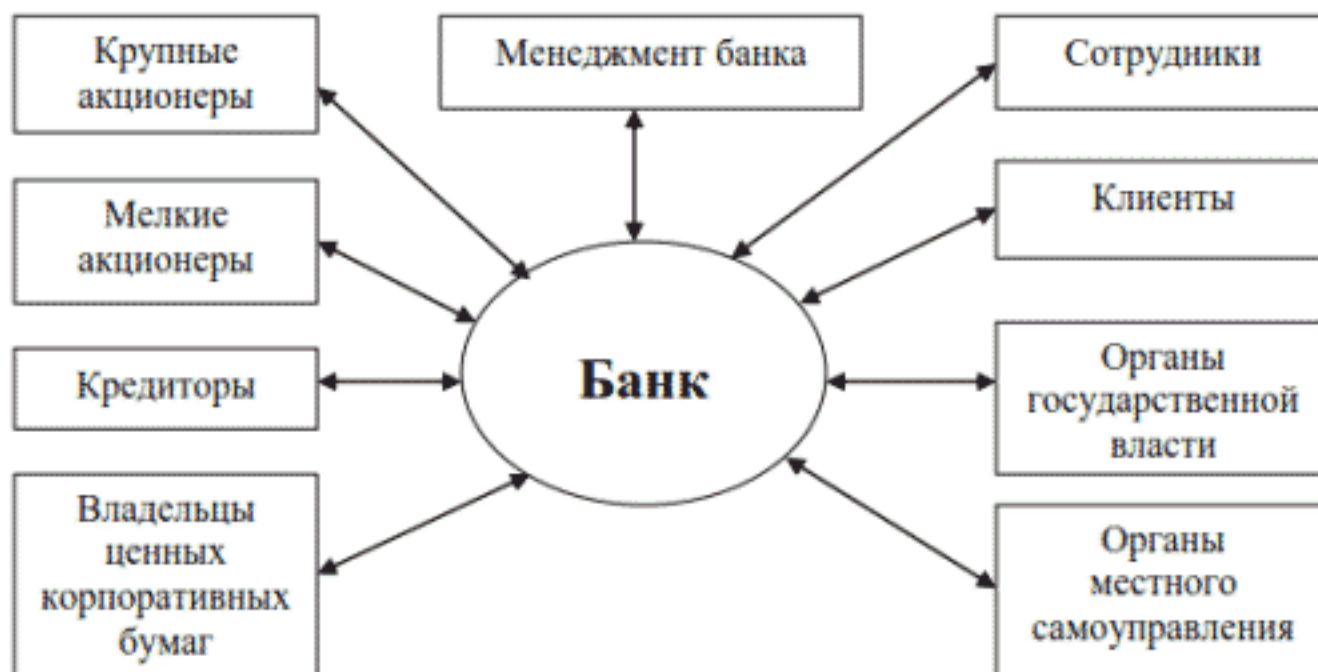 Крупные
акционеры
Менеджмент банка
Сотрудники
Мелкие
акционеры
Клиенты
Кредиторы
Банк
Органы
государственной
власти
Владельцы
ценных
корпоративных
бумаг
Органы
местного
самоуправления